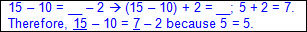 15 – 10 = __ – 2 → (15 – 10) + 2 = __; 5 + 2 = 7.
Therefore, 15 – 10 = 7 – 2 because 5 = 5.